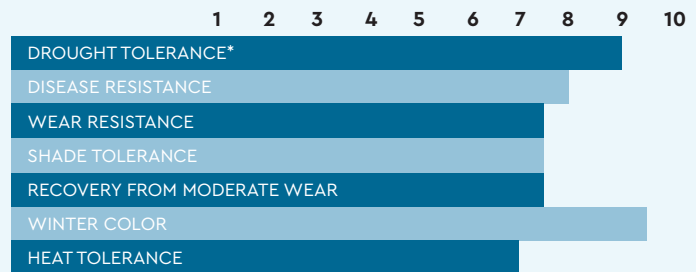 1 2 3 4 5 6 7 8 9 10
DROUGHT TOLERANCE*
DISEASE RESISTANCE
WEAR RESISTANCE
SHADE TOLERANCE
RECOVERY FROM MODERATE WEAR
WINTER COLOR
HEAT TOLERANCE